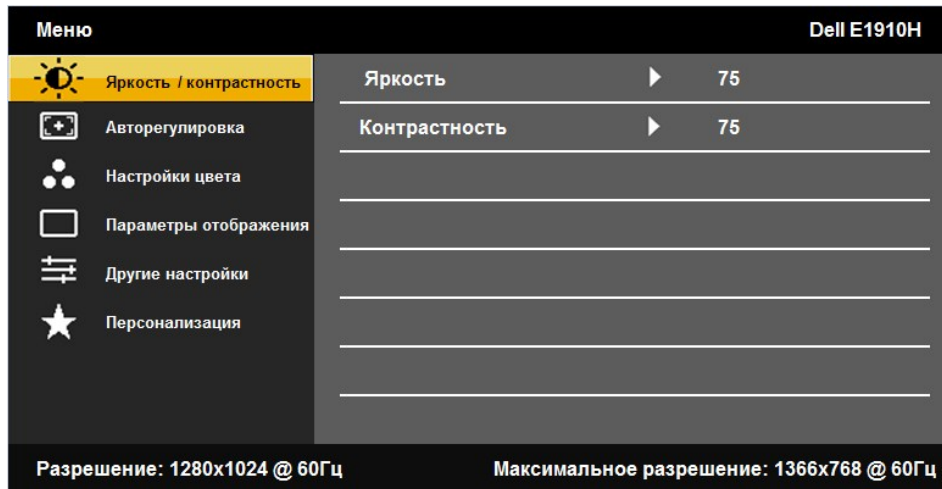 Меню Dell E1910H
Яркость / контрастность Яркость 75
Авторегулировка Контрастность 75
Настройки цвета
Параметры отображения
Другие настройки
Персонализация
Разрешение: 1280x1024 @ 60Гц Максимальное разрешение: 1366x768 @ 60Гц